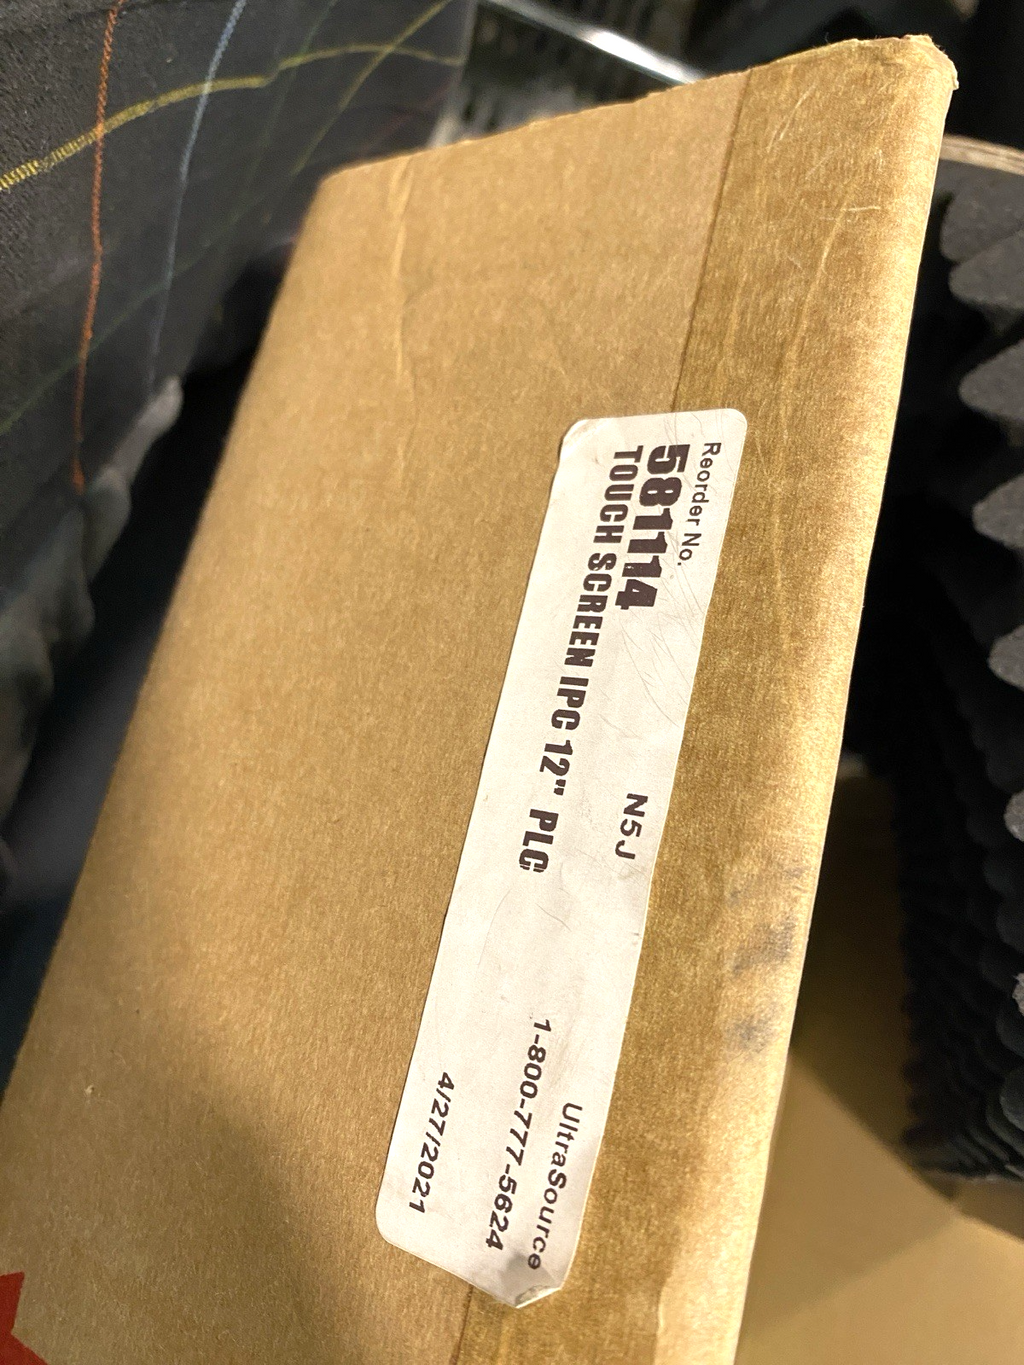 Reorder No.
581114
TOUCH SCREEN IPC 12" PLC
N5J
UltraSource
1-800-777-5624
4/27/2021